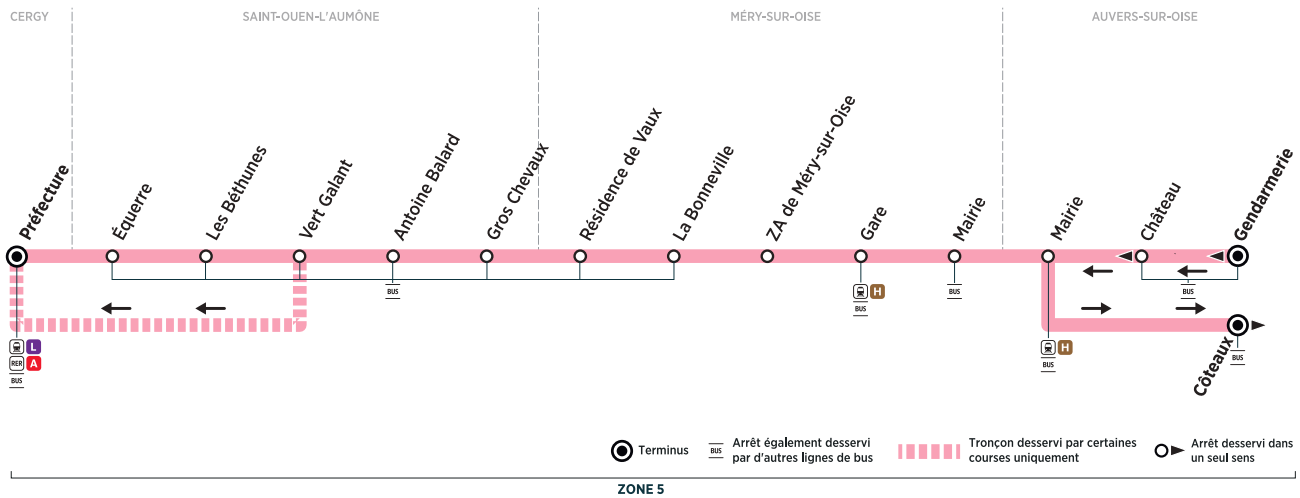 CERGY
SAINT-OUEN-L'AUMÔNE
MÉRY-SUR-OISE
AUVERS-SUR-OISE
Préfecture
Équerre
Les Béthunes
Vert Galant
Antoine Balard
Gros Chevaux
Résidence de Vaux
La Bonneville
ZA de Méry-sur-Oise
Gare
Mairie
Mairie
Château
Gendarmerie
BUS
H
BUS
BUS
BUS
L
RER A
BUS
H
BUS
BUS
Côteaux
Terminus
BUS
Arrêt également desservi
par d'autres lignes de bus
Tronçon desservi par certaines
courses uniquement
Arrêt desservi dans
un seul sens
ZONE 5